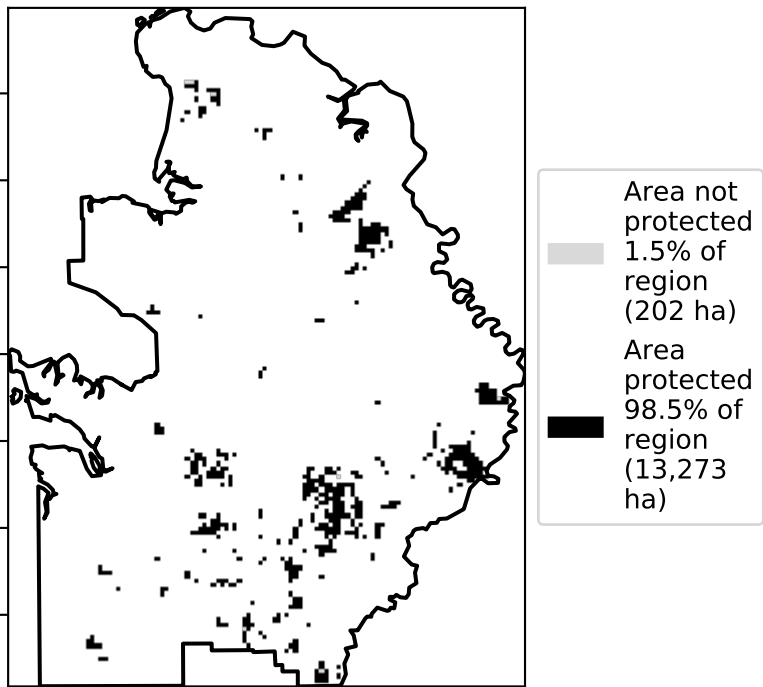 Area not
protected
1.5% of
region
(202 ha)
Area
protected
98.5% of
region
(13,273
ha)